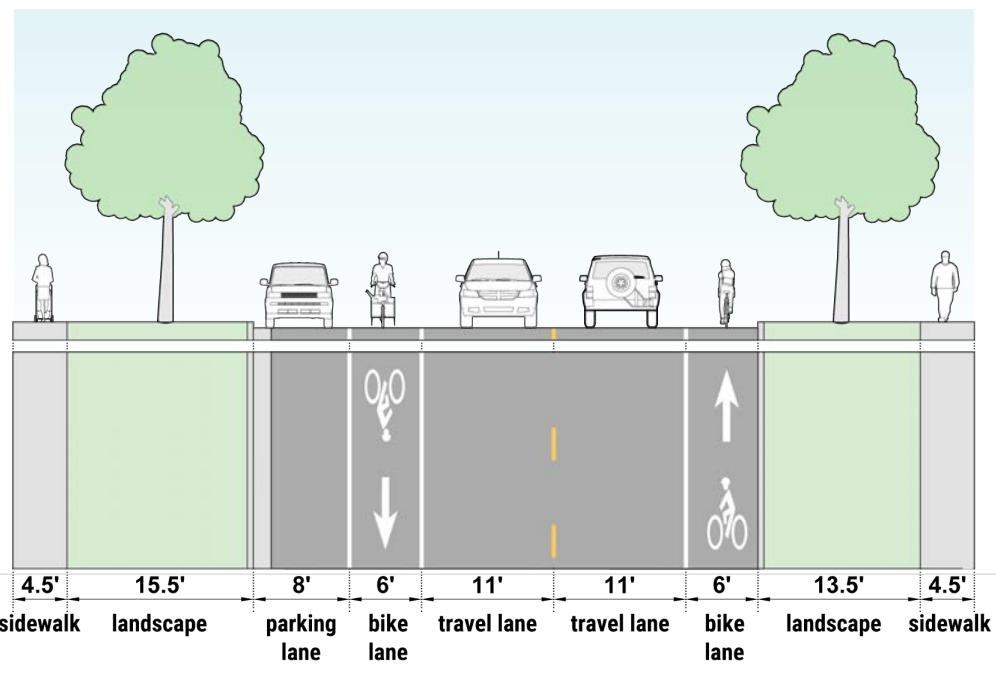 4.5' 15.5' 8' 6' 11' 11' 6' 13.5' 4.5'
sidewalk landscape parking bike travel lane travel lane bike landscape sidewalk
lane lane lane